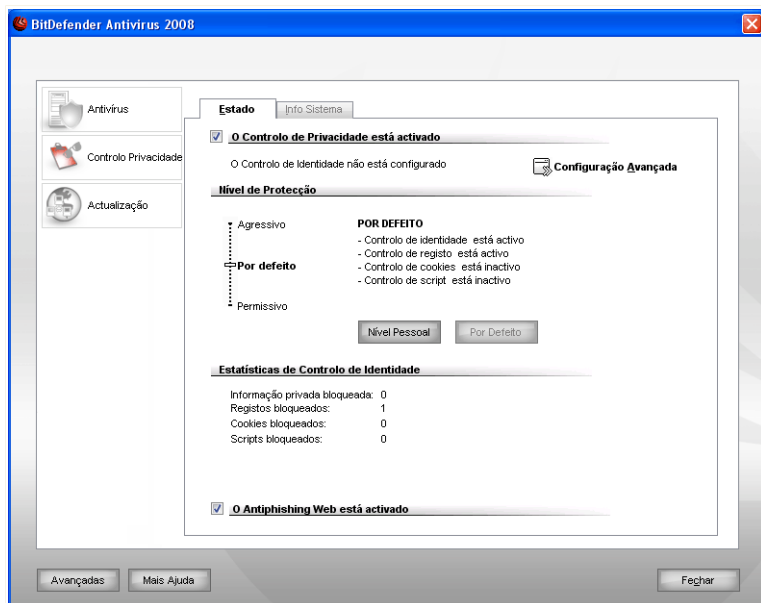 BitDefender Antivirus 2008
Antivírus
Controlo Privacidade
Actualização
Estado
Info Sistema
O Controlo de Privacidade está activado
O Controlo de Identidade não está configurado
Configuração Avançada
Nível de Protecção
Agressivo
Por defeito
Permissivo
POR DEFEITO
- Controlo de identidade está activo
- Controlo de registo está activo
- Controlo de cookies está inactivo
- Controlo de script está inactivo
Nível Pessoal
Por Defeito
Estatísticas de Controlo de Identidade
Informação privada bloqueada: 0
Registos bloqueados: 1
Cookies bloqueados: 0
Scripts bloqueados: 0
O Antiphishing Web está activado
Avançadas
Mais Ajuda
Fechar